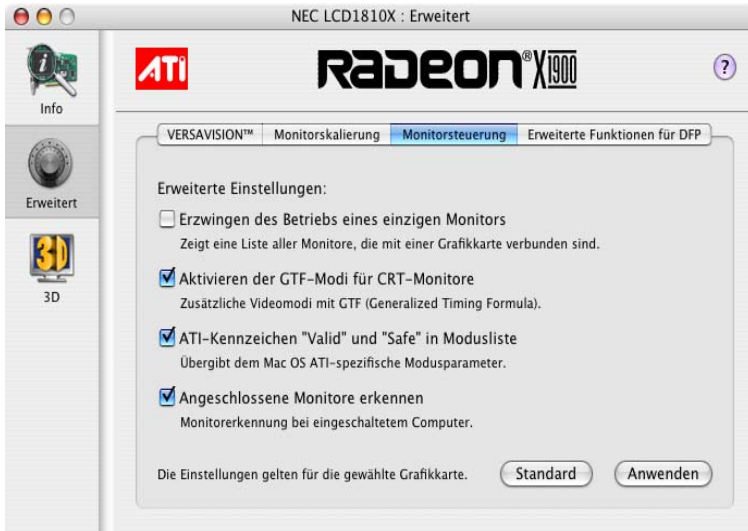 NEC LCD1810X : Erweitert
Info
Erweitert
3D
ATI
RADEON® X1900
?
VERSAVISION™
Monitorskalierung
Monitorsteuerung
Erweiterte Funktionen für DFP
Erweiterte Einstellungen:
Erzwingen des Betriebs eines einzigen Monitors
Zeigt eine Liste aller Monitore, die mit einer Grafikkarte verbunden sind.
Aktivieren der GTF-Modi für CRT-Monitore
Zusätzliche Videomodi mit GTF (Generalized Timing Formula).
ATI-Kennzeichen "Valid" und "Safe" in Modusliste
Übergibt dem Mac OS ATI-spezifische Modusparameter.
Angeschlossene Monitore erkennen
Monitorerkennung bei eingeschaltetem Computer.
Die Einstellungen gelten für die gewählte Grafikkarte.
Standard
Anwenden